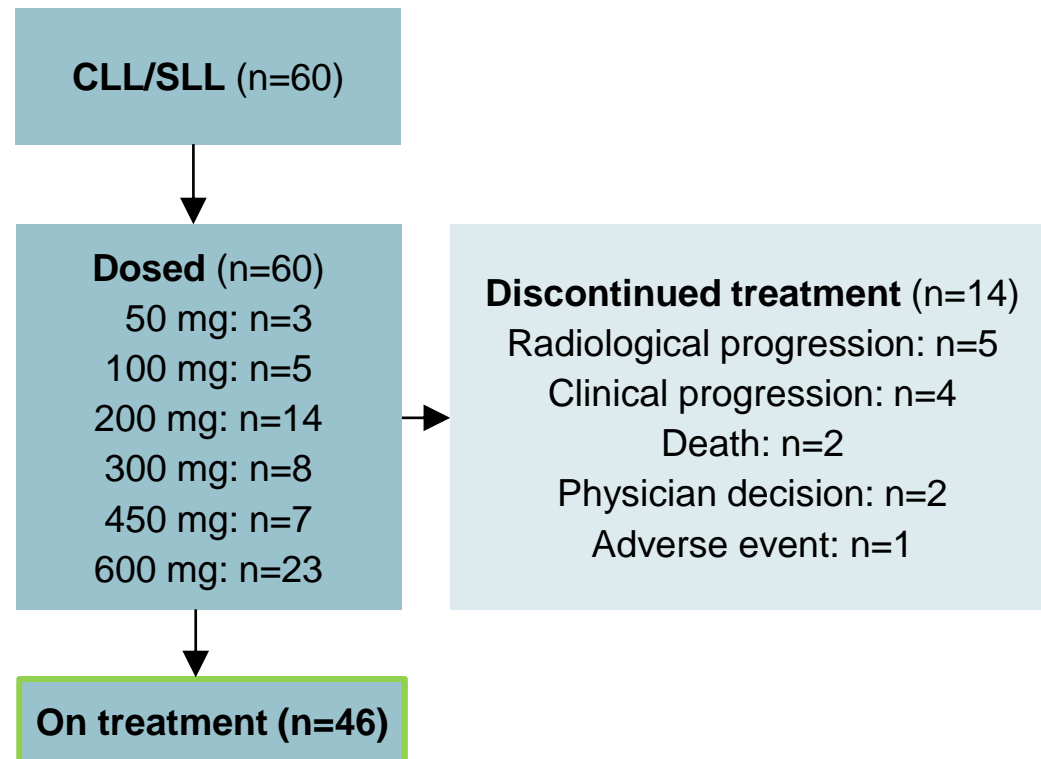 CLL/SLL (n=60)
Dosed (n=60)
50 mg: n=3
100 mg: n=5
200 mg: n=14
300 mg: n=8
450 mg: n=7
600 mg: n=23
Discontinued treatment (n=14)
Radiological progression: n=5
Clinical progression: n=4
Death: n=2
Physician decision: n=2
Adverse event: n=1
On treatment (n=46)